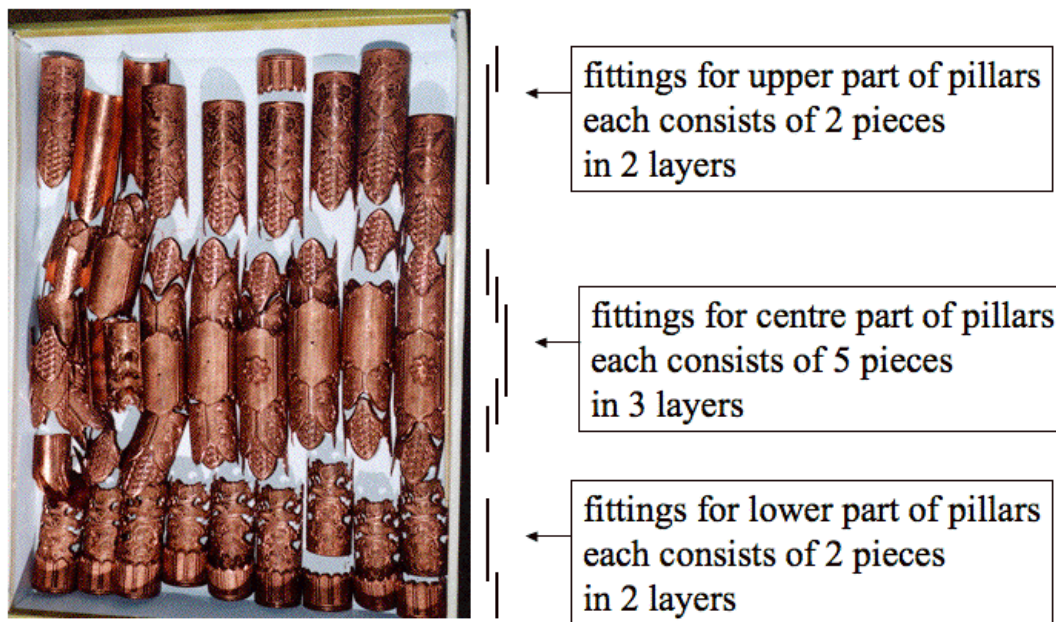 fittings for upper part of pillars
each consists of 2 pieces
in 2 layers
fittings for centre part of pillars
each consists of 5 pieces
in 3 layers
fittings for lower part of pillars
each consists of 2 pieces
in 2 layers